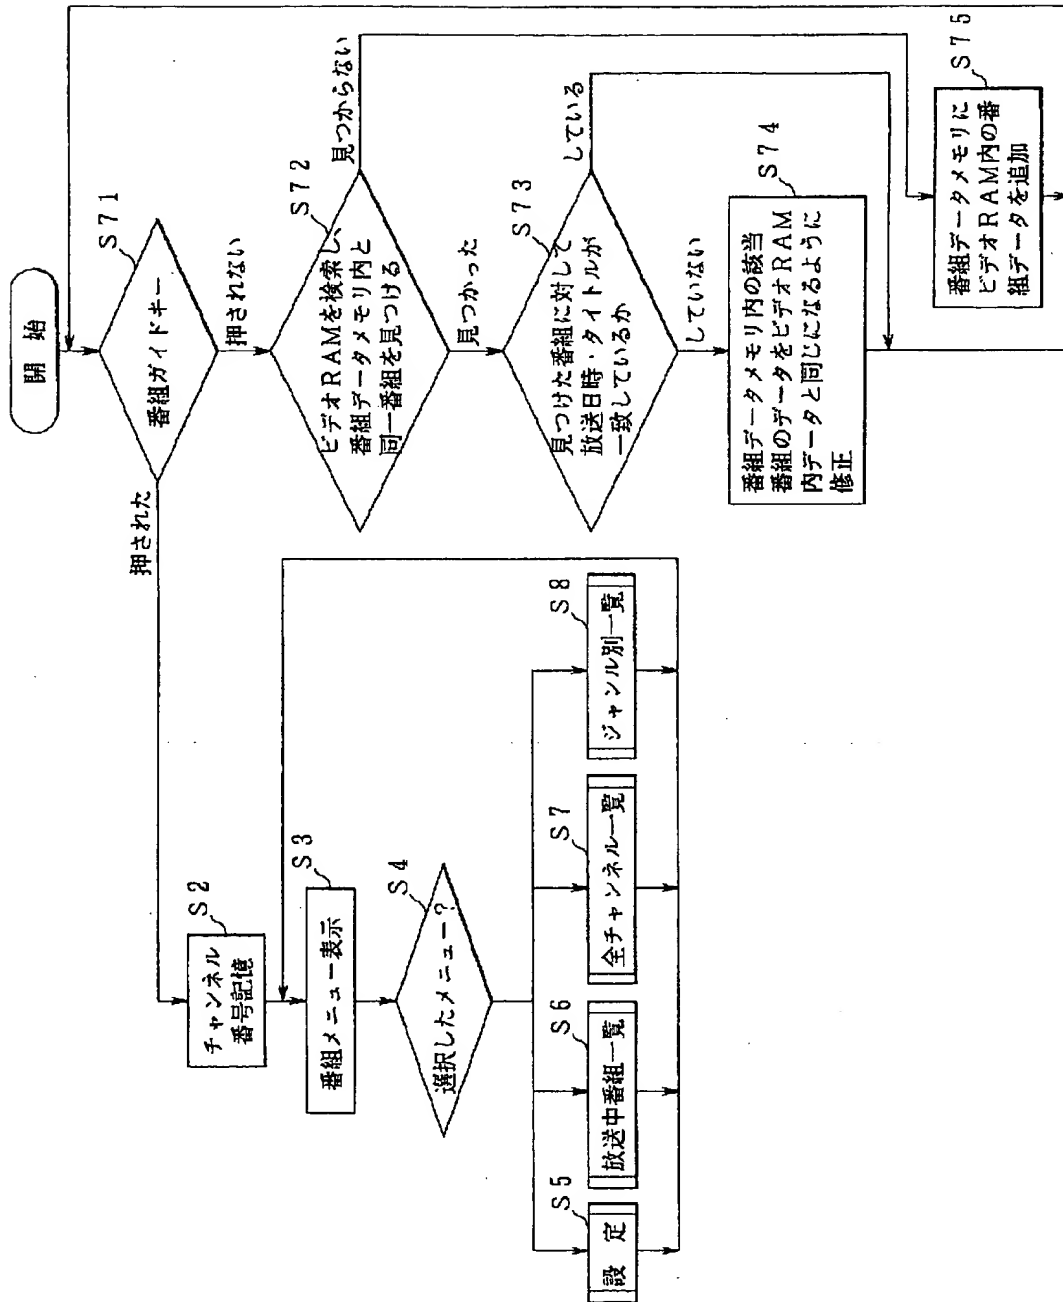 開 始
S71
番組ガイドキー
押された
押されない
S2
チャンネル
番号記憶
S3
番組メニュー表示
S4
選択したメニュー?
S5
設 定
S6
放送中番組一覧
S7
全チャンネル一覧
S8
ジャンル別一覧
S72
ビデオRAMを検索し、
番組データメモリ内と
同一番組を見つける
見つからない
見つかった
S73
見つけた番組に対して
放送日時・タイトルが
一致しているか
している
していない
S74
番組データメモリ内の該当
番組のデータをビデオRAM
内データと同じになるように
修正
S75
番組データメモリに
ビデオRAM内の番
組データを追加